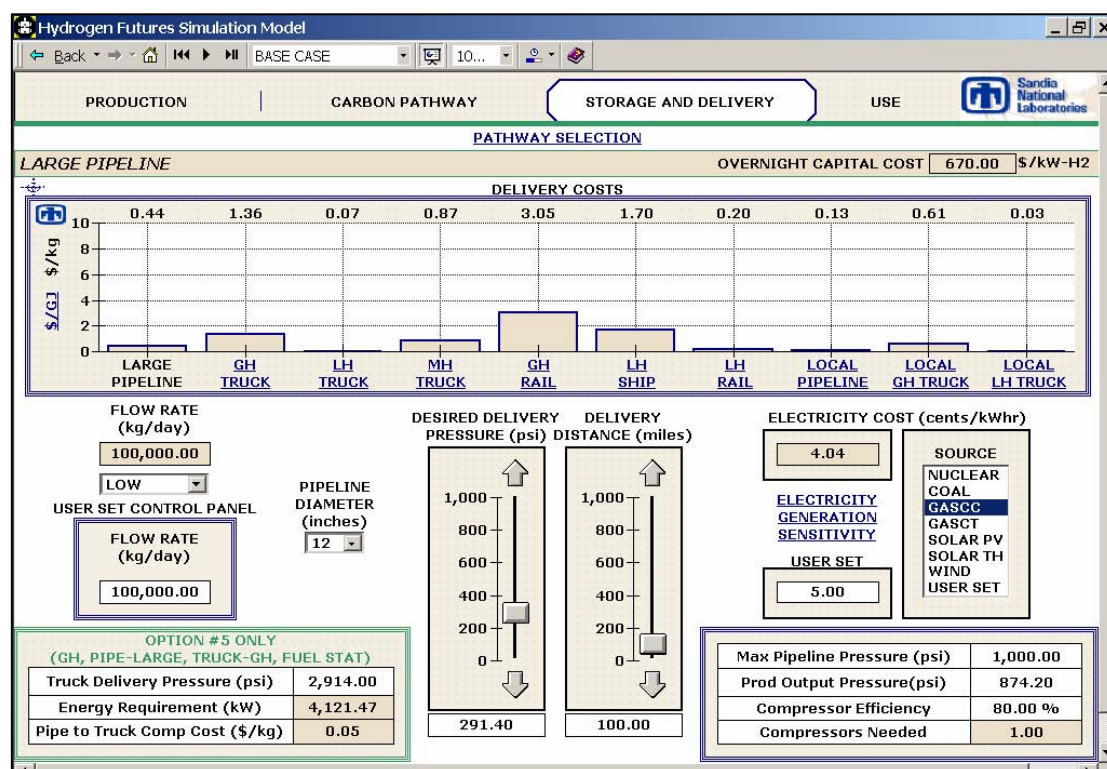 Hydrogen Futures Simulation Model
Back BASE CASE 10...
PRODUCTION CARBON PATHWAY STORAGE AND DELIVERY USE Sandia National Laboratories
PATHWAY SELECTION
LARGE PIPELINE OVERNIGHT CAPITAL COST 670.00 $/kW-H2
DELIVERY COSTS
0.44 1.36 0.07 0.87 3.05 1.70 0.20 0.13 0.61 0.03
$/GJ $/kg
10
8
6
4
2
0
LARGE GH LH MH GH LH LH LOCAL LOCAL LOCAL
PIPELINE TRUCK TRUCK TRUCK RAIL SHIP RAIL PIPELINE GH TRUCK LH TRUCK
FLOW RATE
(kg/day)
100,000.00
LOW
USER SET CONTROL PANEL
FLOW RATE
(kg/day)
100,000.00
PIPELINE
DIAMETER
(inches)
12
DESIRED DELIVERY
PRESSURE (psi)
1,000
800
600
400
200
0
291.40
DELIVERY
DISTANCE (miles)
1,000
800
600
400
200
0
100.00
ELECTRICITY COST (cents/kWhr)
4.04
ELECTRICITY
GENERATION
SENSITIVITY
USER SET
5.00
SOURCE
NUCLEAR
COAL
GASCC
GASCT
SOLAR PV
SOLAR TH
WIND
USER SET
OPTION #5 ONLY
(GH, PIPE-LARGE, TRUCK-GH, FUEL STAT)
Truck Delivery Pressure (psi) 2,914.00
Energy Requirement (kW) 4,121.47
Pipe to Truck Comp Cost ($/kg) 0.05
Max Pipeline Pressure (psi) 1,000.00
Prod Output Pressure(psi) 874.20
Compressor Efficiency 80.00 %
Compressors Needed 1.00